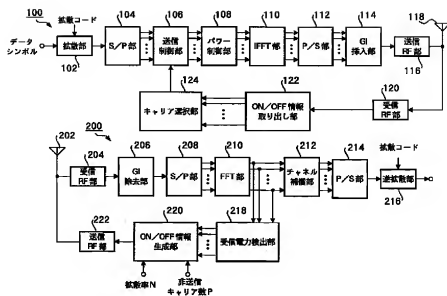 100
拡散コード
データシンボル
拡散部
102
104
S/P部
106
送信制御部
108
パワー制御部
110
IFFT部
112
P/S部
114
GI挿入部
送信RF部
116
118
124
キャリア選択部
122
ON/OFF情報取り出し部
120
受信RF部
200
202
204
受信RF部
206
GI除去部
208
S/P部
210
FFT部
212
チャネル補償部
214
P/S部
拡散コード
逆拡散部
216
222
送信RF部
220
ON/OFF情報生成部
218
受信電力検出部
拡散率N
非送信キャリア数P